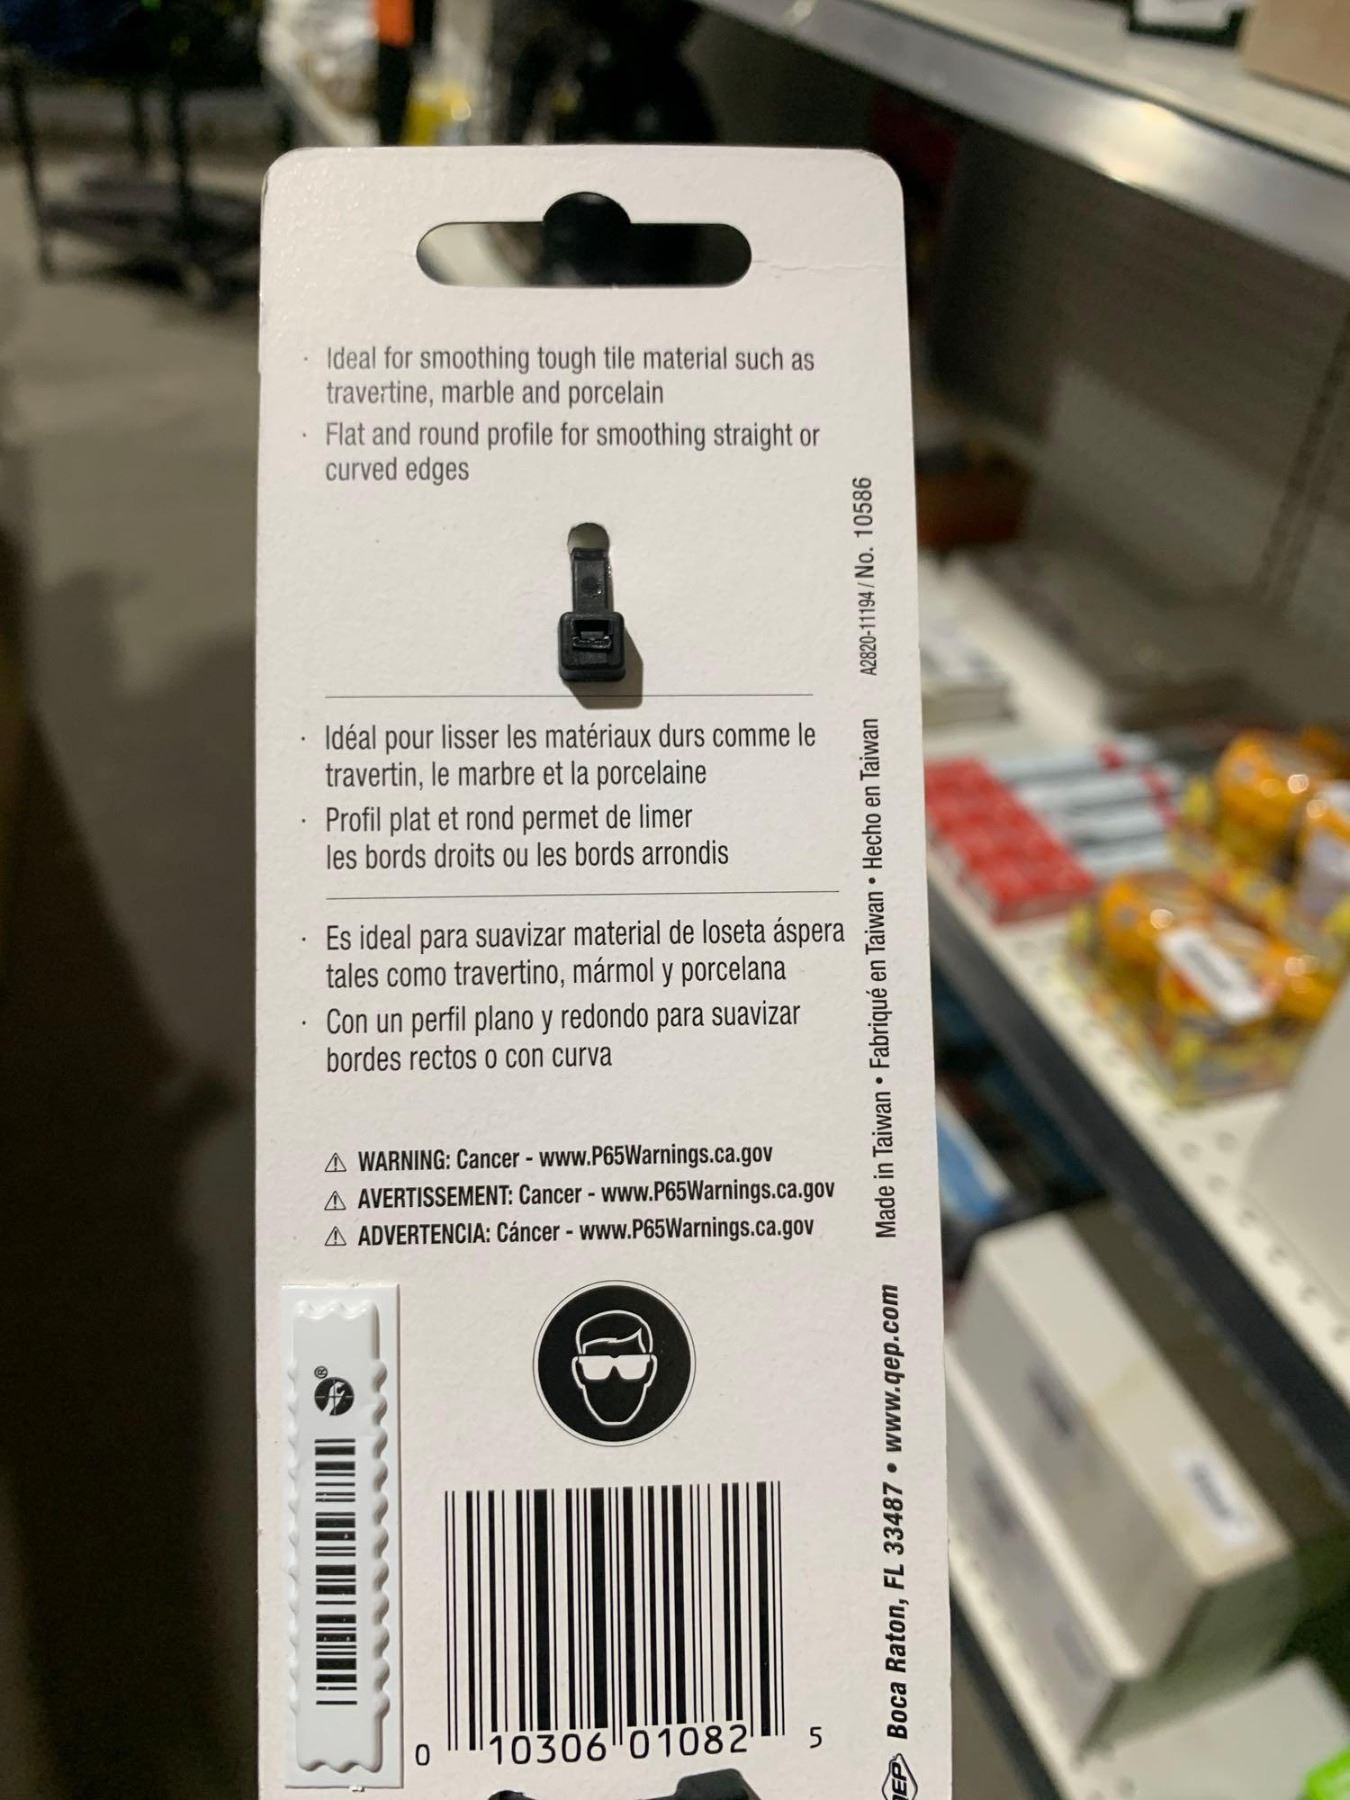 · Ideal for smoothing tough tile material such as
travertine, marble and porcelain
· Flat and round profile for smoothing straight or
curved edges
· Idéal pour lisser les matériaux durs comme le
travertin, le marbre et la porcelaine
· Profil plat et rond permet de limer
les bords droits ou les bords arrondis
· Es ideal para suavizar material de loseta áspera
tales como travertino, mármol y porcelana
· Con un perfil plano y redondo para suavizar
bordes rectos o con curva
⚠ WARNING: Cancer - www.P65Warnings.ca.gov
⚠ AVERTISSEMENT: Cancer - www.P65Warnings.ca.gov
⚠ ADVERTENCIA: Cáncer - www.P65Warnings.ca.gov
®
0 10306 01082 5
QEP Boca Raton, FL 33487 • www.qep.com
Made in Taiwan • Fabriqué en Taiwan • Hecho en Taiwan
A2820-11194 / No. 10586